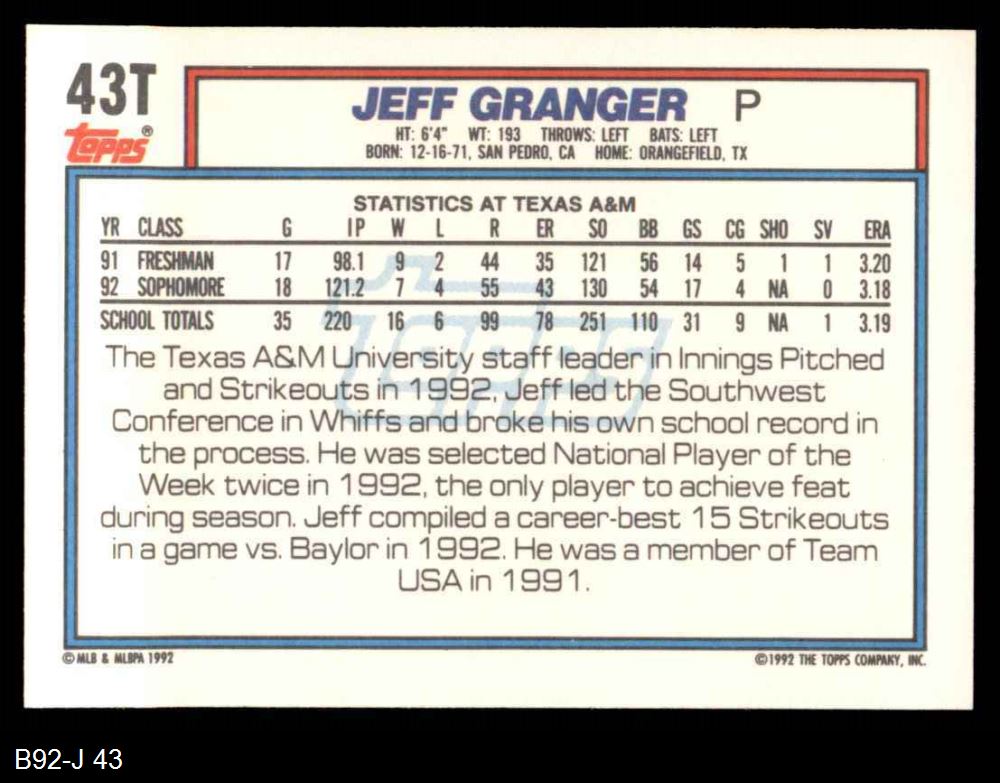 43T
Topps®
JEFF GRANGER P
HT: 6'4" WT: 193 THROWS: LEFT BATS: LEFT
BORN: 12-16-71, SAN PEDRO, CA HOME: ORANGEFIELD, TX
STATISTICS AT TEXAS A&M
YR CLASS G IP W L R ER SO BB GS CG SHO SV ERA
91 FRESHMAN 17 98.1 9 2 44 35 121 56 14 5 1 1 3.20
92 SOPHOMORE 18 121.2 7 4 55 43 130 54 17 4 NA 0 3.18
SCHOOL TOTALS 35 220 16 6 99 78 251 110 31 9 NA 1 3.19
The Texas A&M University staff leader in Innings Pitched
and Strikeouts in 1992, Jeff led the Southwest
Conference in Whiffs and broke his own school record in
the process. He was selected National Player of the
Week twice in 1992, the only player to achieve feat
during season. Jeff compiled a career-best 15 Strikeouts
in a game vs. Baylor in 1992. He was a member of Team
USA in 1991.
© MLB & MLBPA 1992
©1992 THE TOPPS COMPANY, INC.
B92-J 43